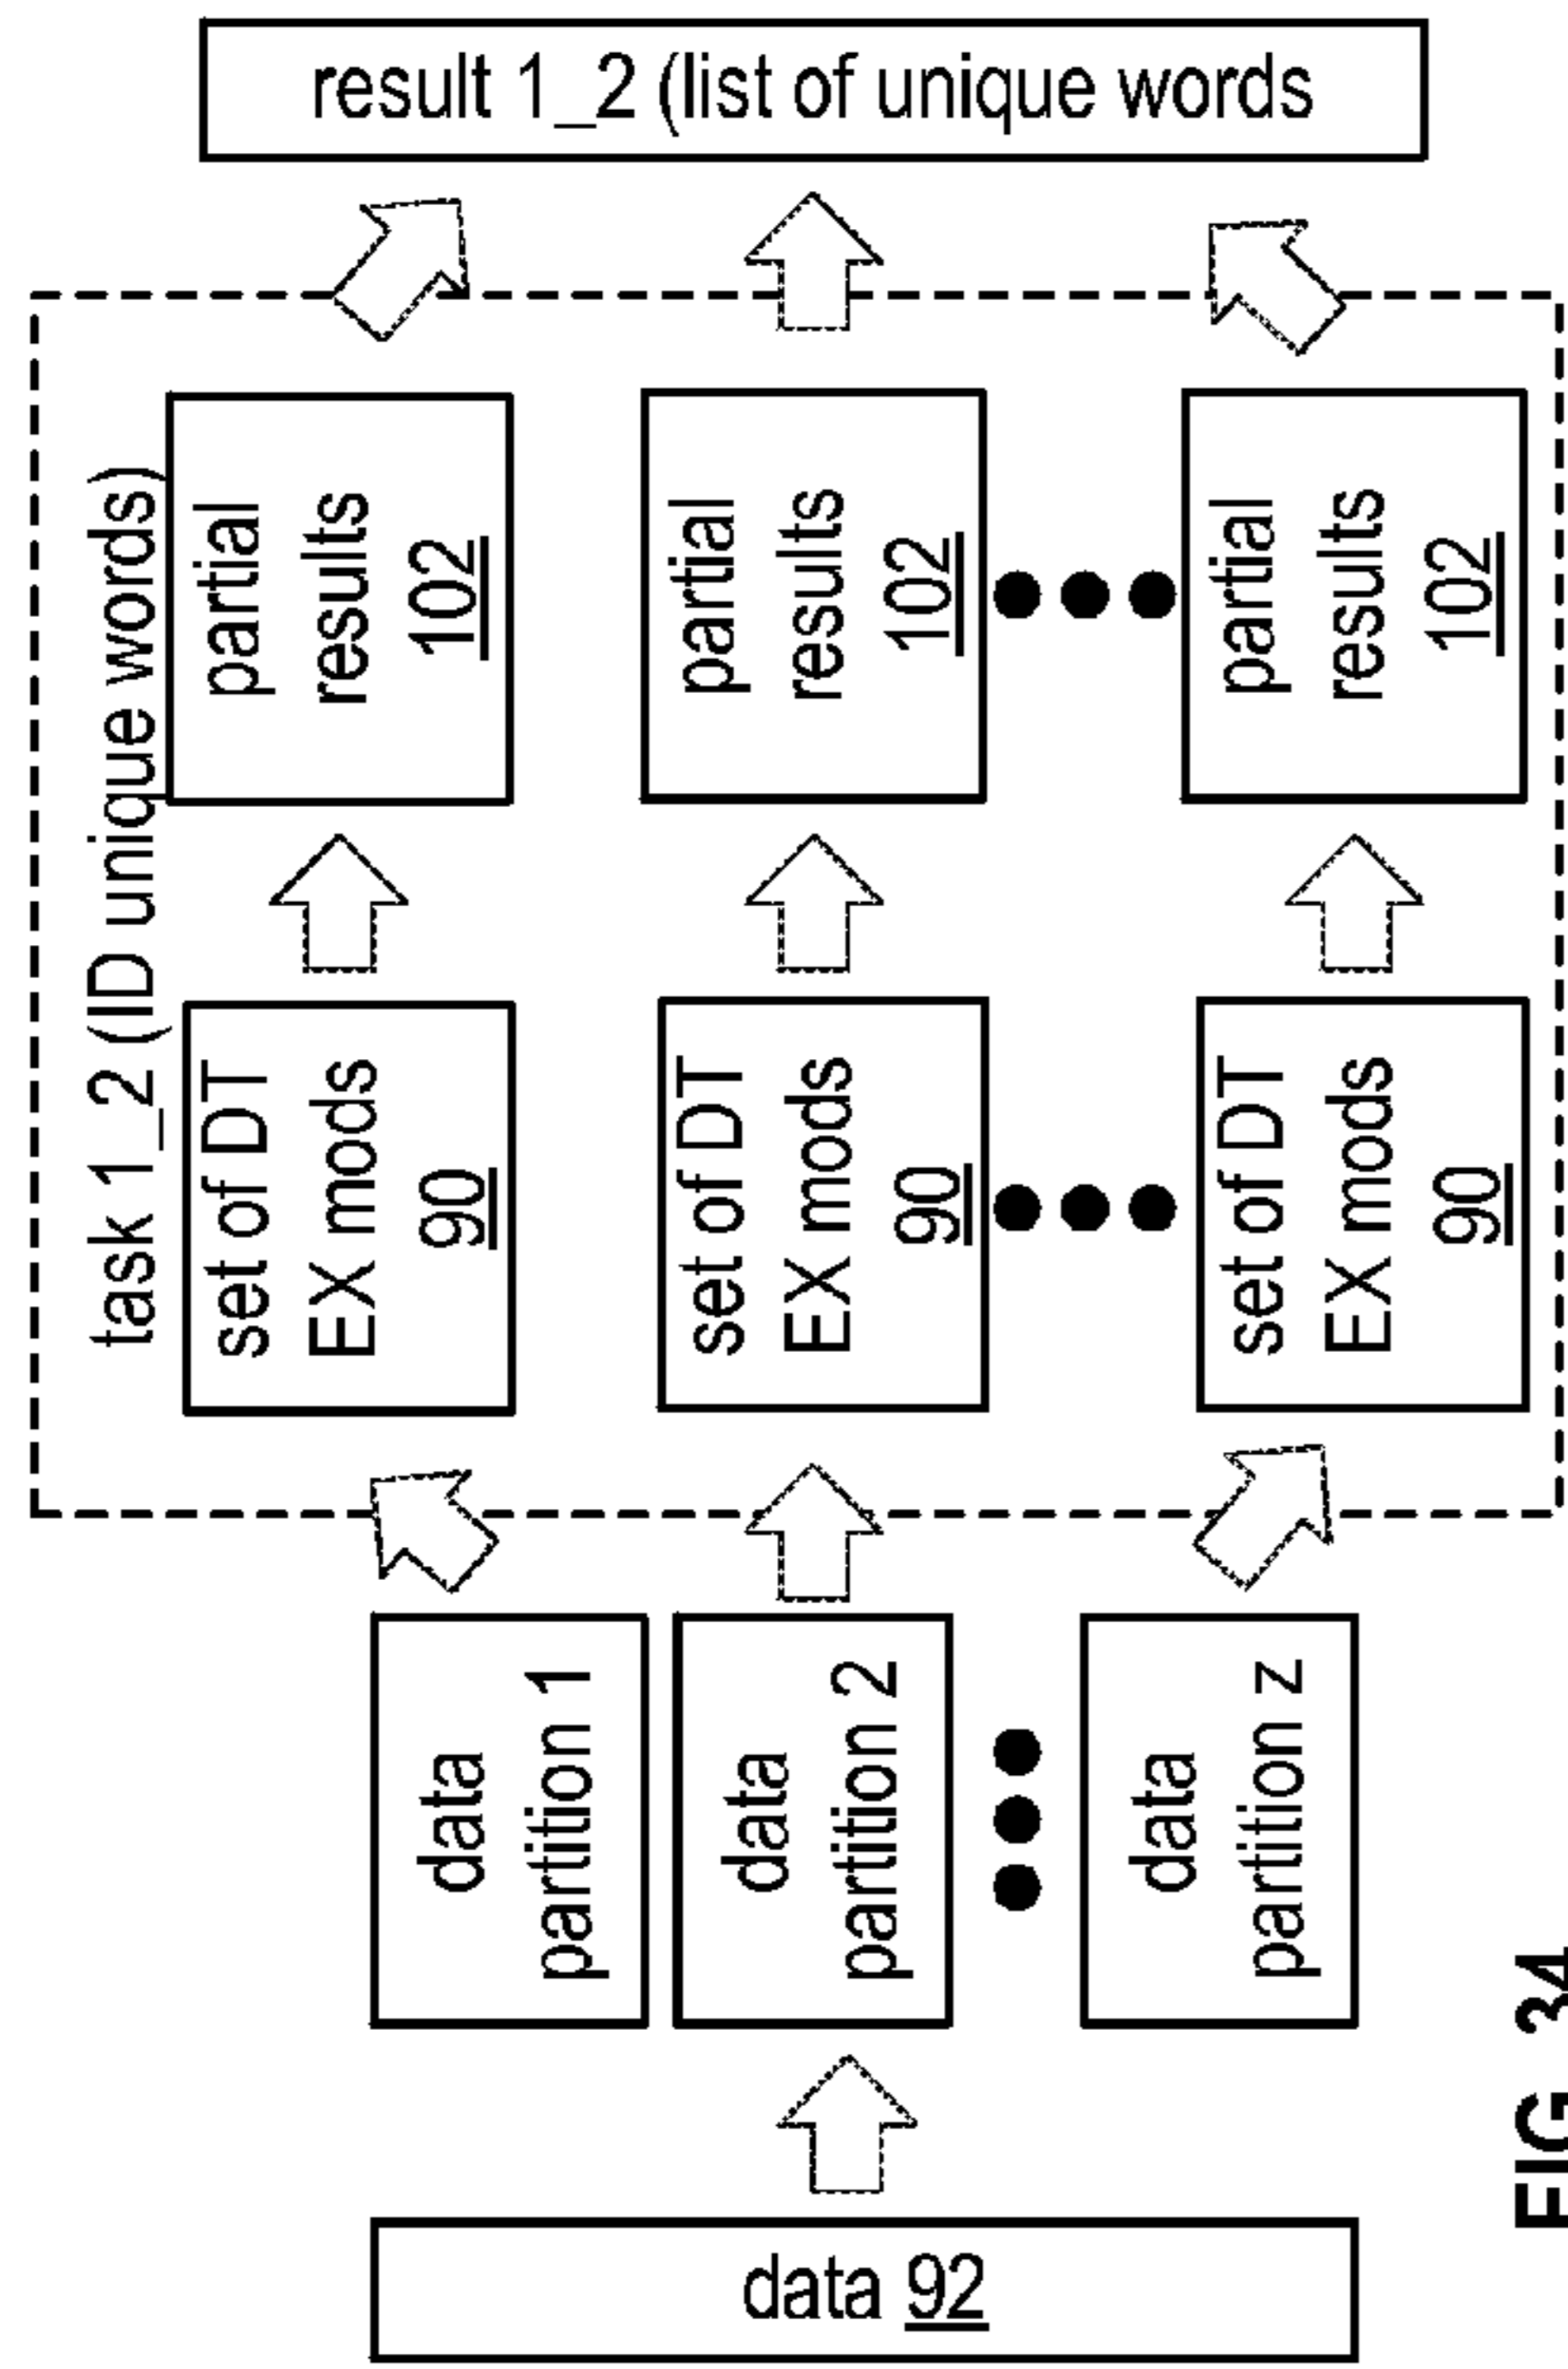 task 1_2 (ID unique words)
data 92
data
partition 1
data
partition 2
data
partition z
set of DT
EX mods
90
set of DT
EX mods
90
set of DT
EX mods
90
partial
results
102
partial
results
102
partial
results
102
result 1_2 (list of unique words
FIG. 34